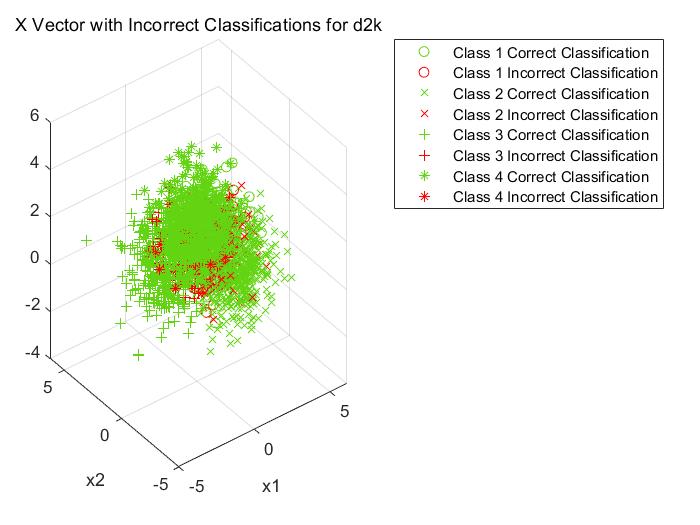 X Vector with Incorrect Classifications for d2k
Class 1 Correct Classification
Class 1 Incorrect Classification
Class 2 Correct Classification
Class 2 Incorrect Classification
Class 3 Correct Classification
Class 3 Incorrect Classification
Class 4 Correct Classification
Class 4 Incorrect Classification
6
4
2
0
-2
-4
5
0
-5
x2
-5
0
5
x1